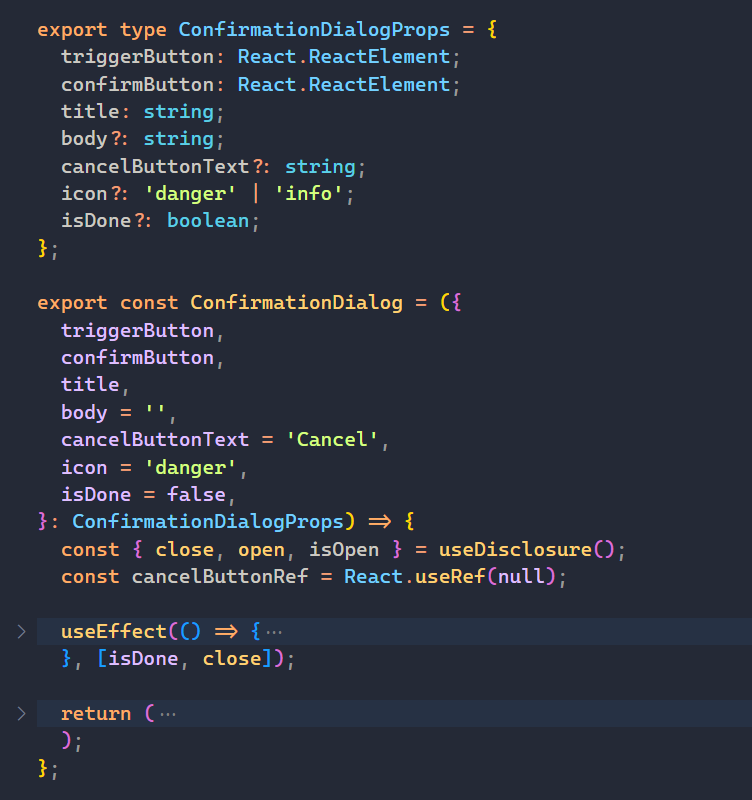 export type ConfirmationDialogProps = {
  triggerButton: React.ReactElement;
  confirmButton: React.ReactElement;
  title: string;
  body?: string;
  cancelButtonText?: string;
  icon?: 'danger' | 'info';
  isDone?: boolean;
};

export const ConfirmationDialog = ({
  triggerButton,
  confirmButton,
  title,
  body = '',
  cancelButtonText = 'Cancel',
  icon = 'danger',
  isDone = false,
}: ConfirmationDialogProps) => {
  const { close, open, isOpen } = useDisclosure();
  const cancelButtonRef = React.useRef(null);

  useEffect(() => {···
  }, [isDone, close]);

  return (···
  );
};